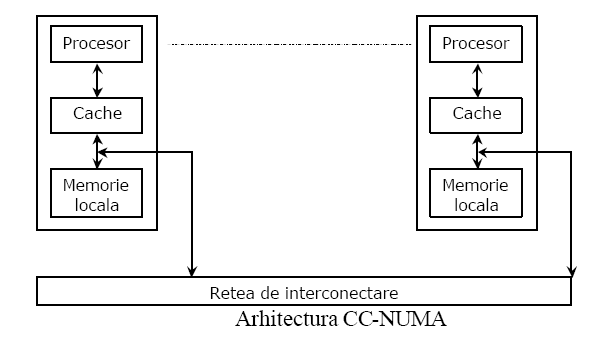 Procesor
Cache
Memorie
locala
Procesor
Cache
Memorie
locala
Retea de interconectare
Arhitectura CC-NUMA